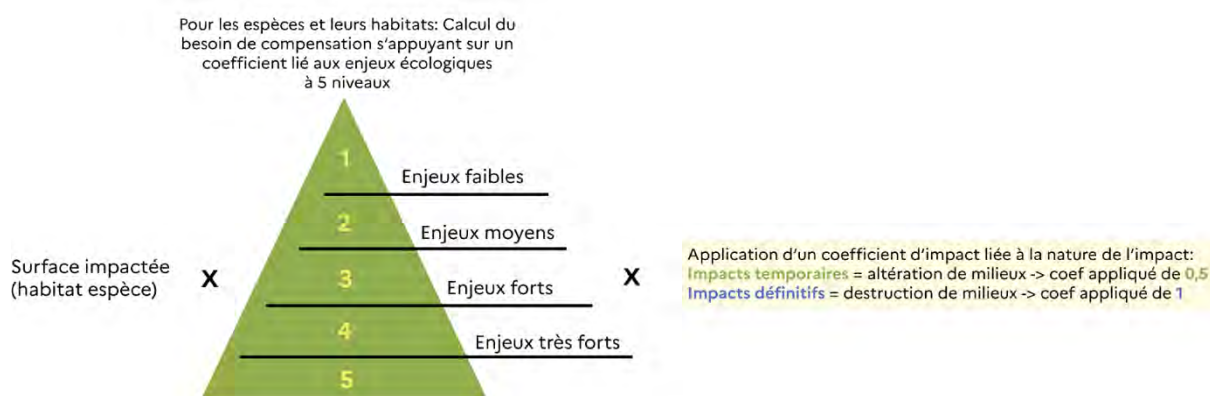 Pour les espèces et leurs habitats: Calcul du
besoin de compensation s'appuyant sur un
coefficient lié aux enjeux écologiques
à 5 niveaux
1
Enjeux faibles
2
Enjeux moyens
Surface impactée
(habitat espèce)
X
3
Enjeux forts
X
Application d'un coefficient d'impact liée à la nature de l'impact:
Impacts temporaires = altération de milieux -> coef appliqué de 0,5
Impacts définitifs = destruction de milieux -> coef appliqué de 1
4
Enjeux très forts
5